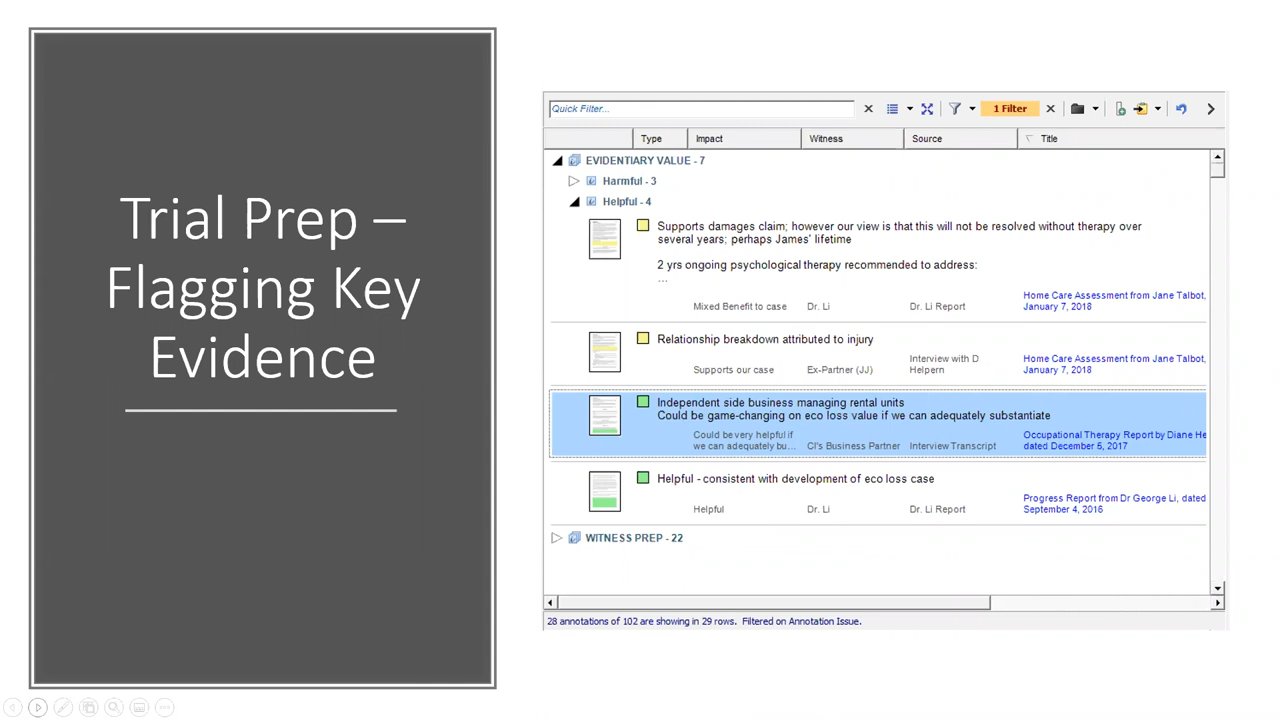 Trial Prep –
Flagging Key
Evidence
Quick Filter...
1 Filter
Type Impact Witness Source Title
EVIDENTIARY VALUE - 7
Harmful - 3
Helpful - 4
Supports damages claim; however our view is that this will not be resolved without therapy over
several years; perhaps James' lifetime
2 yrs ongoing psychological therapy recommended to address:
...
Mixed Benefit to case Dr. Li Dr. Li Report Home Care Assessment from Jane Talbot,
January 7, 2018
Relationship breakdown attributed to injury
Supports our case Ex-Partner (JJ) Interview with D
Helpern
Home Care Assessment from Jane Talbot,
January 7, 2018
Independent side business managing rental units
Could be game-changing on eco loss value if we can adequately substantiate
Could be very helpful if
we can adequately bu... CI's Business Partner Interview Transcript
Occupational Therapy Report by Diane He
dated December 6, 2017
Helpful - consistent with development of eco loss case
Helpful Dr. Li Dr. Li Report
Progress Report from Dr George Li, dated
September 4, 2016
WITNESS PREP - 22
28 annotations of 102 are showing in 29 rows. Filtered on Annotation Issue.